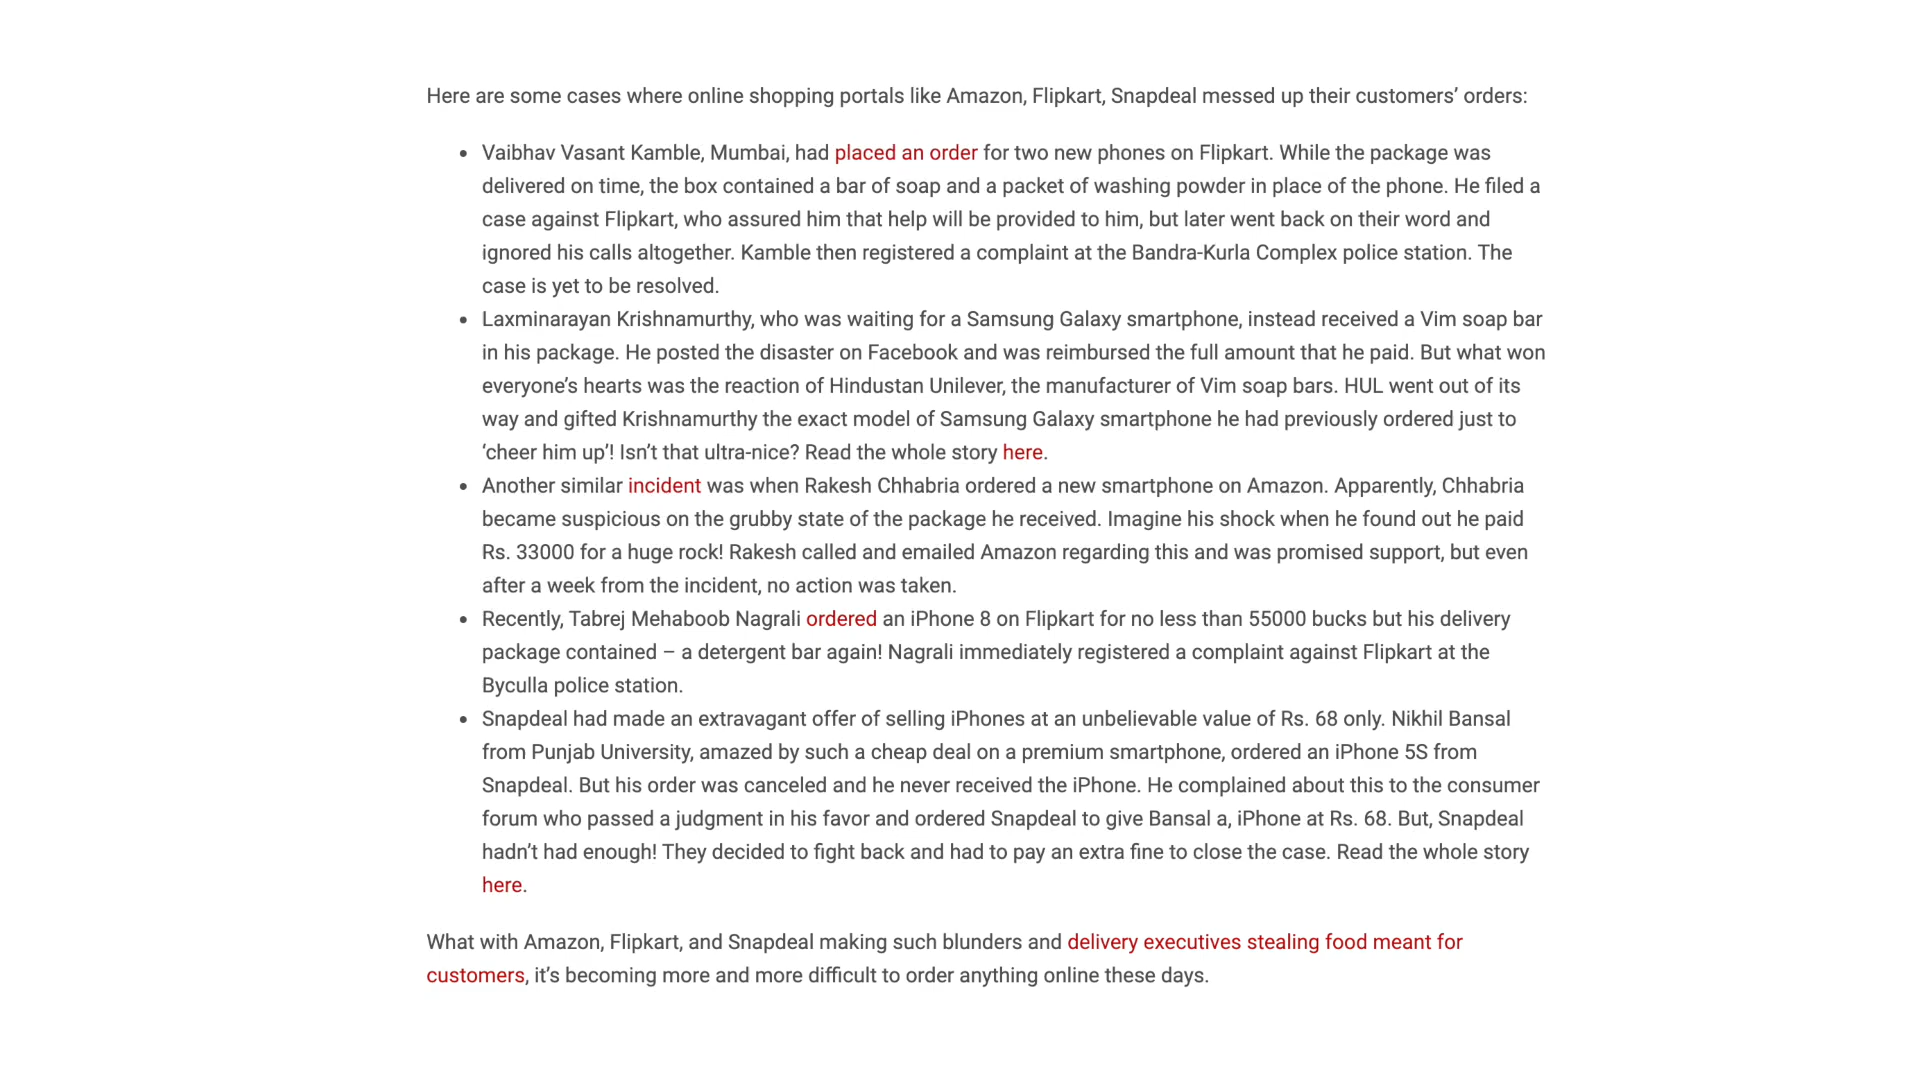 Here are some cases where online shopping portals like Amazon, Flipkart, Snapdeal messed up their customers’ orders:
• Vaibhav Vasant Kamble, Mumbai, had placed an order for two new phones on Flipkart. While the package was
delivered on time, the box contained a bar of soap and a packet of washing powder in place of the phone. He filed a
case against Flipkart, who assured him that help will be provided to him, but later went back on their word and
ignored his calls altogether. Kamble then registered a complaint at the Bandra-Kurla Complex police station. The
case is yet to be resolved.
• Laxminarayan Krishnamurthy, who was waiting for a Samsung Galaxy smartphone, instead received a Vim soap bar
in his package. He posted the disaster on Facebook and was reimbursed the full amount that he paid. But what won
everyone’s hearts was the reaction of Hindustan Unilever, the manufacturer of Vim soap bars. HUL went out of its
way and gifted Krishnamurthy the exact model of Samsung Galaxy smartphone he had previously ordered just to
‘cheer him up’! Isn’t that ultra-nice? Read the whole story here.
• Another similar incident was when Rakesh Chhabria ordered a new smartphone on Amazon. Apparently, Chhabria
became suspicious on the grubby state of the package he received. Imagine his shock when he found out he paid
Rs. 33000 for a huge rock! Rakesh called and emailed Amazon regarding this and was promised support, but even
after a week from the incident, no action was taken.
• Recently, Tabrej Mehaboob Nagrali ordered an iPhone 8 on Flipkart for no less than 55000 bucks but his delivery
package contained – a detergent bar again! Nagrali immediately registered a complaint against Flipkart at the
Byculla police station.
• Snapdeal had made an extravagant offer of selling iPhones at an unbelievable value of Rs. 68 only. Nikhil Bansal
from Punjab University, amazed by such a cheap deal on a premium smartphone, ordered an iPhone 5S from
Snapdeal. But his order was canceled and he never received the iPhone. He complained about this to the consumer
forum who passed a judgment in his favor and ordered Snapdeal to give Bansal a, iPhone at Rs. 68. But, Snapdeal
hadn’t had enough! They decided to fight back and had to pay an extra fine to close the case. Read the whole story
here.
What with Amazon, Flipkart, and Snapdeal making such blunders and delivery executives stealing food meant for
customers, it’s becoming more and more difficult to order anything online these days.